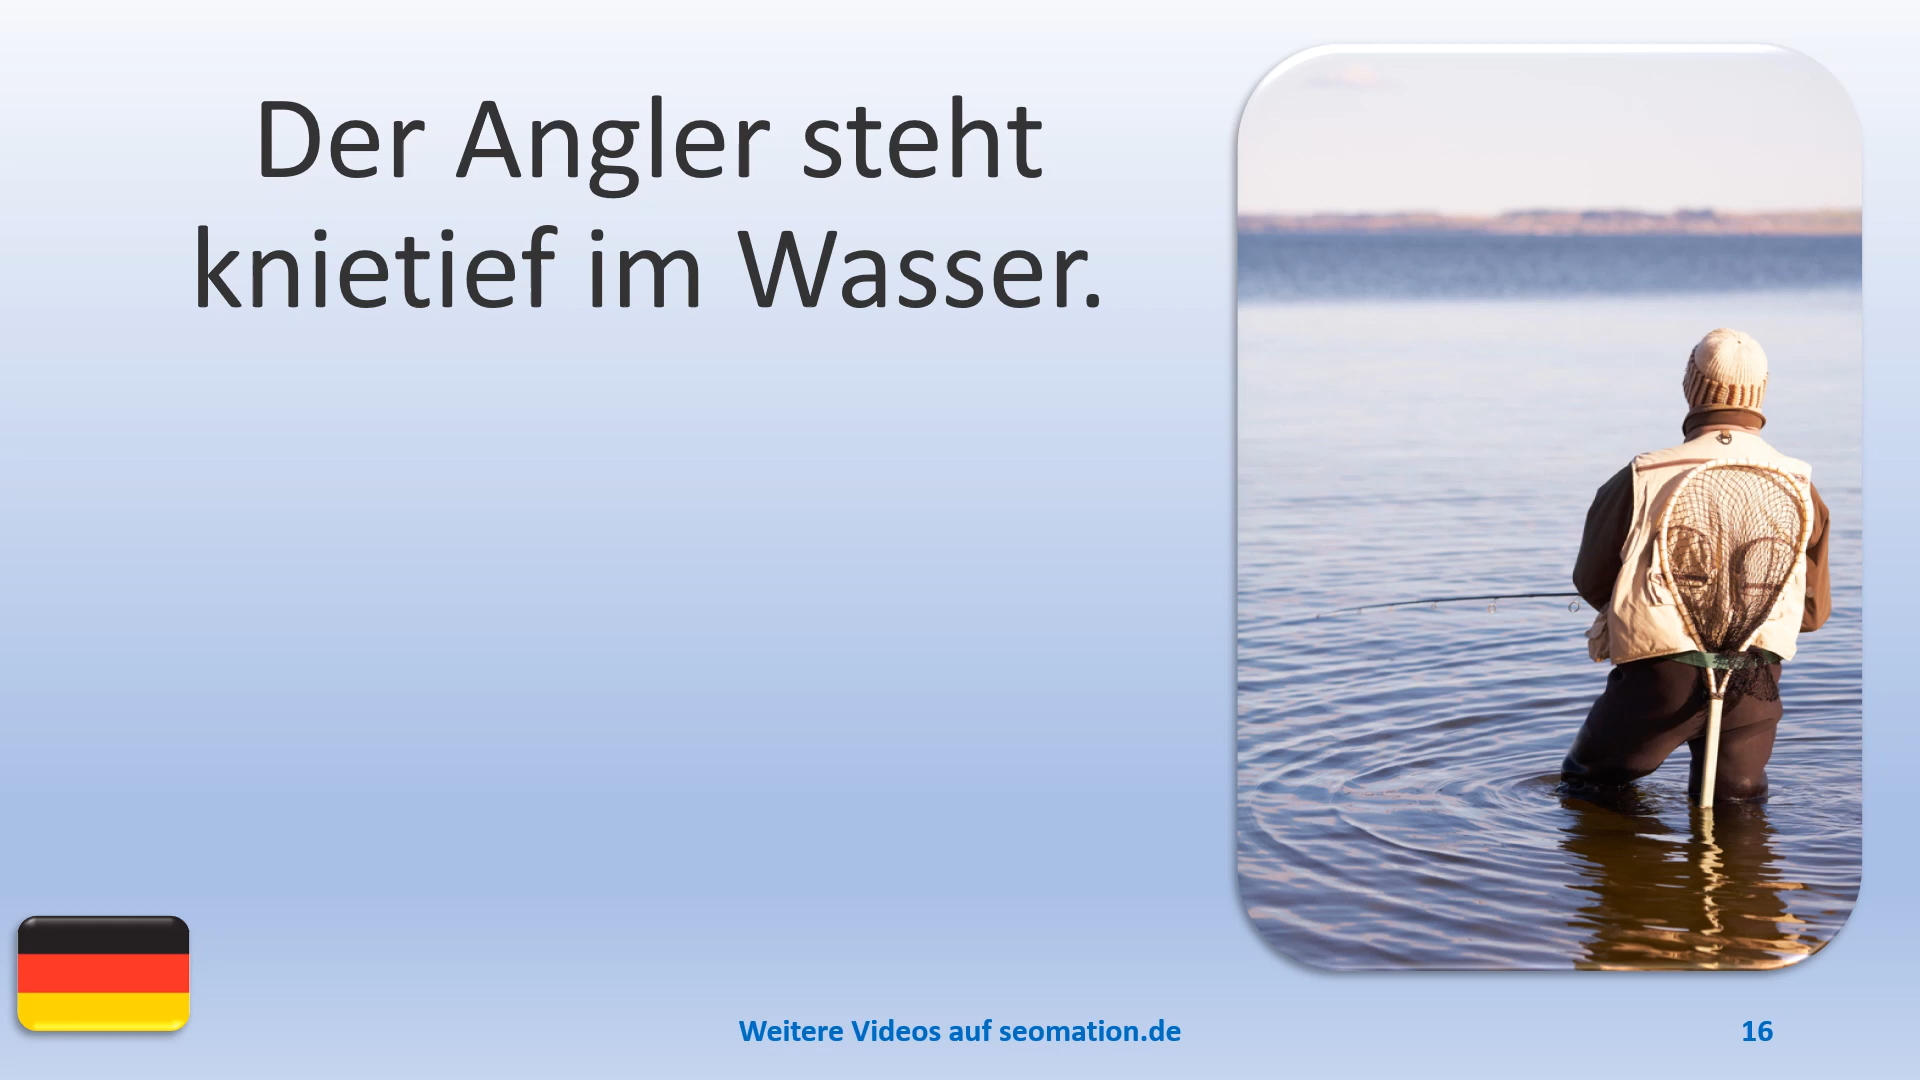 Der Angler steht
knietief im Wasser.
Weitere Videos auf seomation.de
16